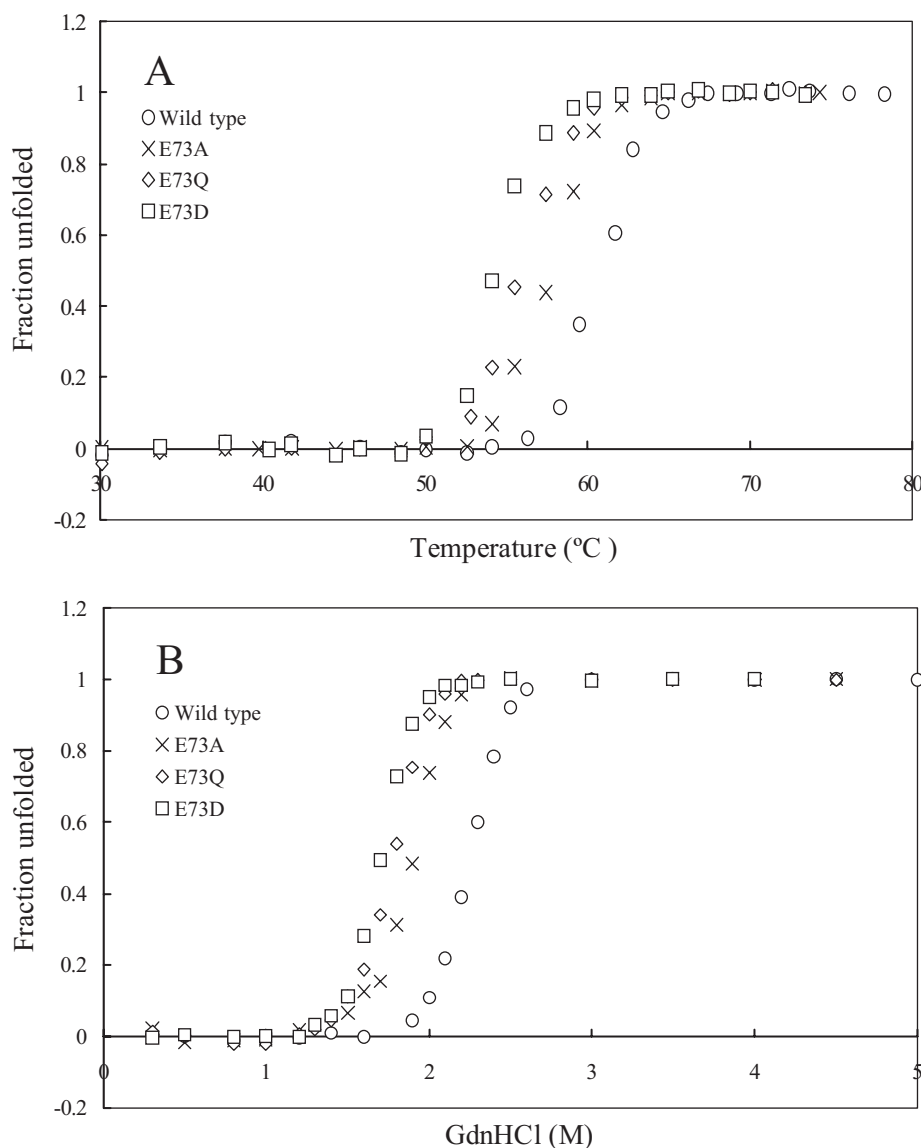 1.2
A
1
Wild type
E73A
0.8
E73Q
E73D
0.6
Fraction unfolded
0.4
0.2
0
30 40 50 60 70 80
-0.2
Temperature (ºC )
1.2
B
1
Wild type
E73A
0.8
E73Q
E73D
0.6
Fraction unfolded
0.4
0.2
0
0 1 2 3 4 5
-0.2
GdnHCl (M)